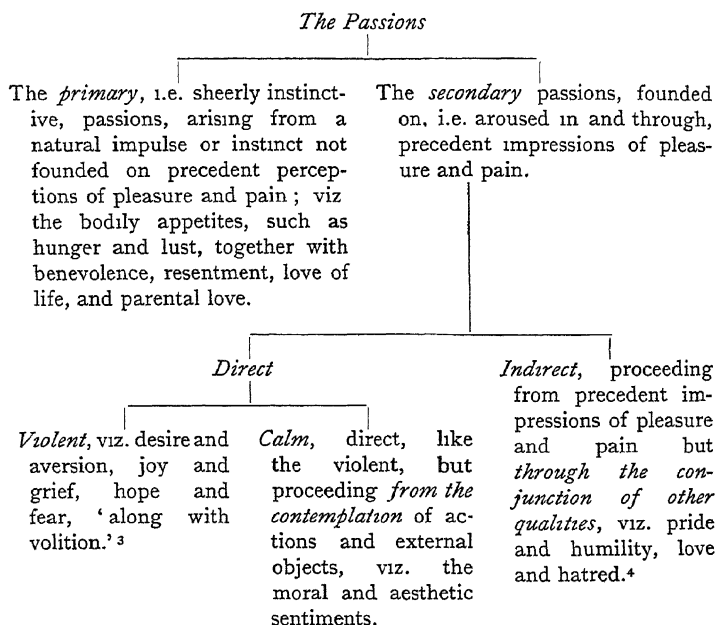 The Passions
The primary, i.e. sheerly instinct-
ive, passions, arising from a
natural impulse or instinct not
founded on precedent percep-
tions of pleasure and pain ; viz
the bodily appetites, such as
hunger and lust, together with
benevolence, resentment, love of
life, and parental love.
The secondary passions, founded
on, i.e. aroused in and through,
precedent impressions of pleas-
ure and pain.
Direct
Violent, viz. desire and
aversion, joy and
grief, hope and
fear, ‘ along with
volition.’ 3
Calm, direct, like
the violent, but
proceeding from the
contemplation of ac-
tions and external
objects, viz. the
moral and aesthetic
sentiments.
Indirect, proceeding
from precedent im-
pressions of pleasure
and pain but
through the con-
junction of other
qualities, viz. pride
and humility, love
and hatred.4